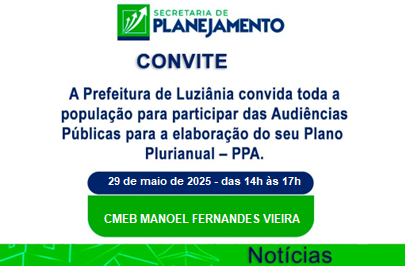 SECRETARIA DE
PLANEJAMENTO
CONVITE
A Prefeitura de Luziânia convida toda a
população para participar das Audiências
Públicas para a elaboração do seu Plano
Plurianual – PPA.
29 de maio de 2025 - das 14h às 17h
CMEB MANOEL FERNANDES VIEIRA
Notícias